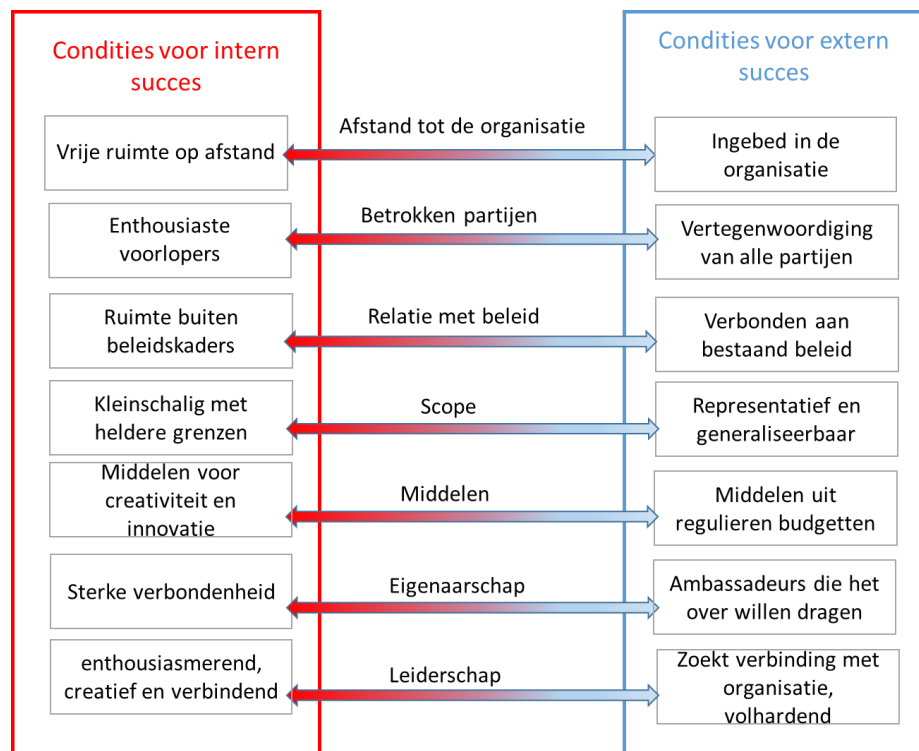 Condities voor intern
succes
Condities voor extern
succes
Vrije ruimte op afstand
Afstand tot de organisatie
Ingebed in de
organisatie
Enthousiaste
voorlopers
Betrokken partijen
Vertegenwoordiging
van alle partijen
Ruimte buiten
beleidskaders
Relatie met beleid
Verbonden aan
bestaand beleid
Kleinschalig met
heldere grenzen
Scope
Representatief en
generaliseerbaar
Middelen voor
creativiteit en
innovatie
Middelen
Middelen uit
regulieren budgetten
Sterke verbondenheid
Eigenaarschap
Ambassadeurs die het
over willen dragen
enthousiasmerend,
creatief en verbindend
Leiderschap
Zoekt verbinding met
organisatie,
volhardend